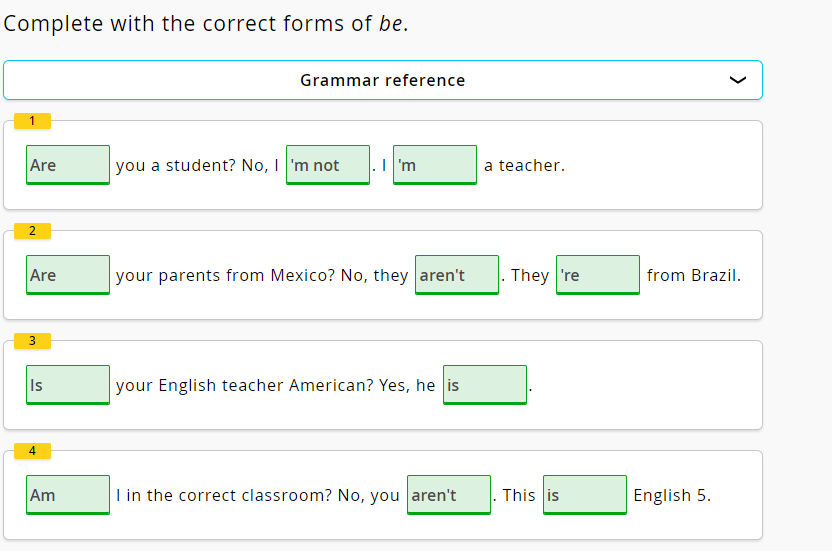 Complete with the correct forms of be.
Grammar reference
1
Are you a student? No, I 'm not . I 'm a teacher.
2
Are your parents from Mexico? No, they aren't . They 're from Brazil.
3
Is your English teacher American? Yes, he is .
4
Am I in the correct classroom? No, you aren't . This is English 5.